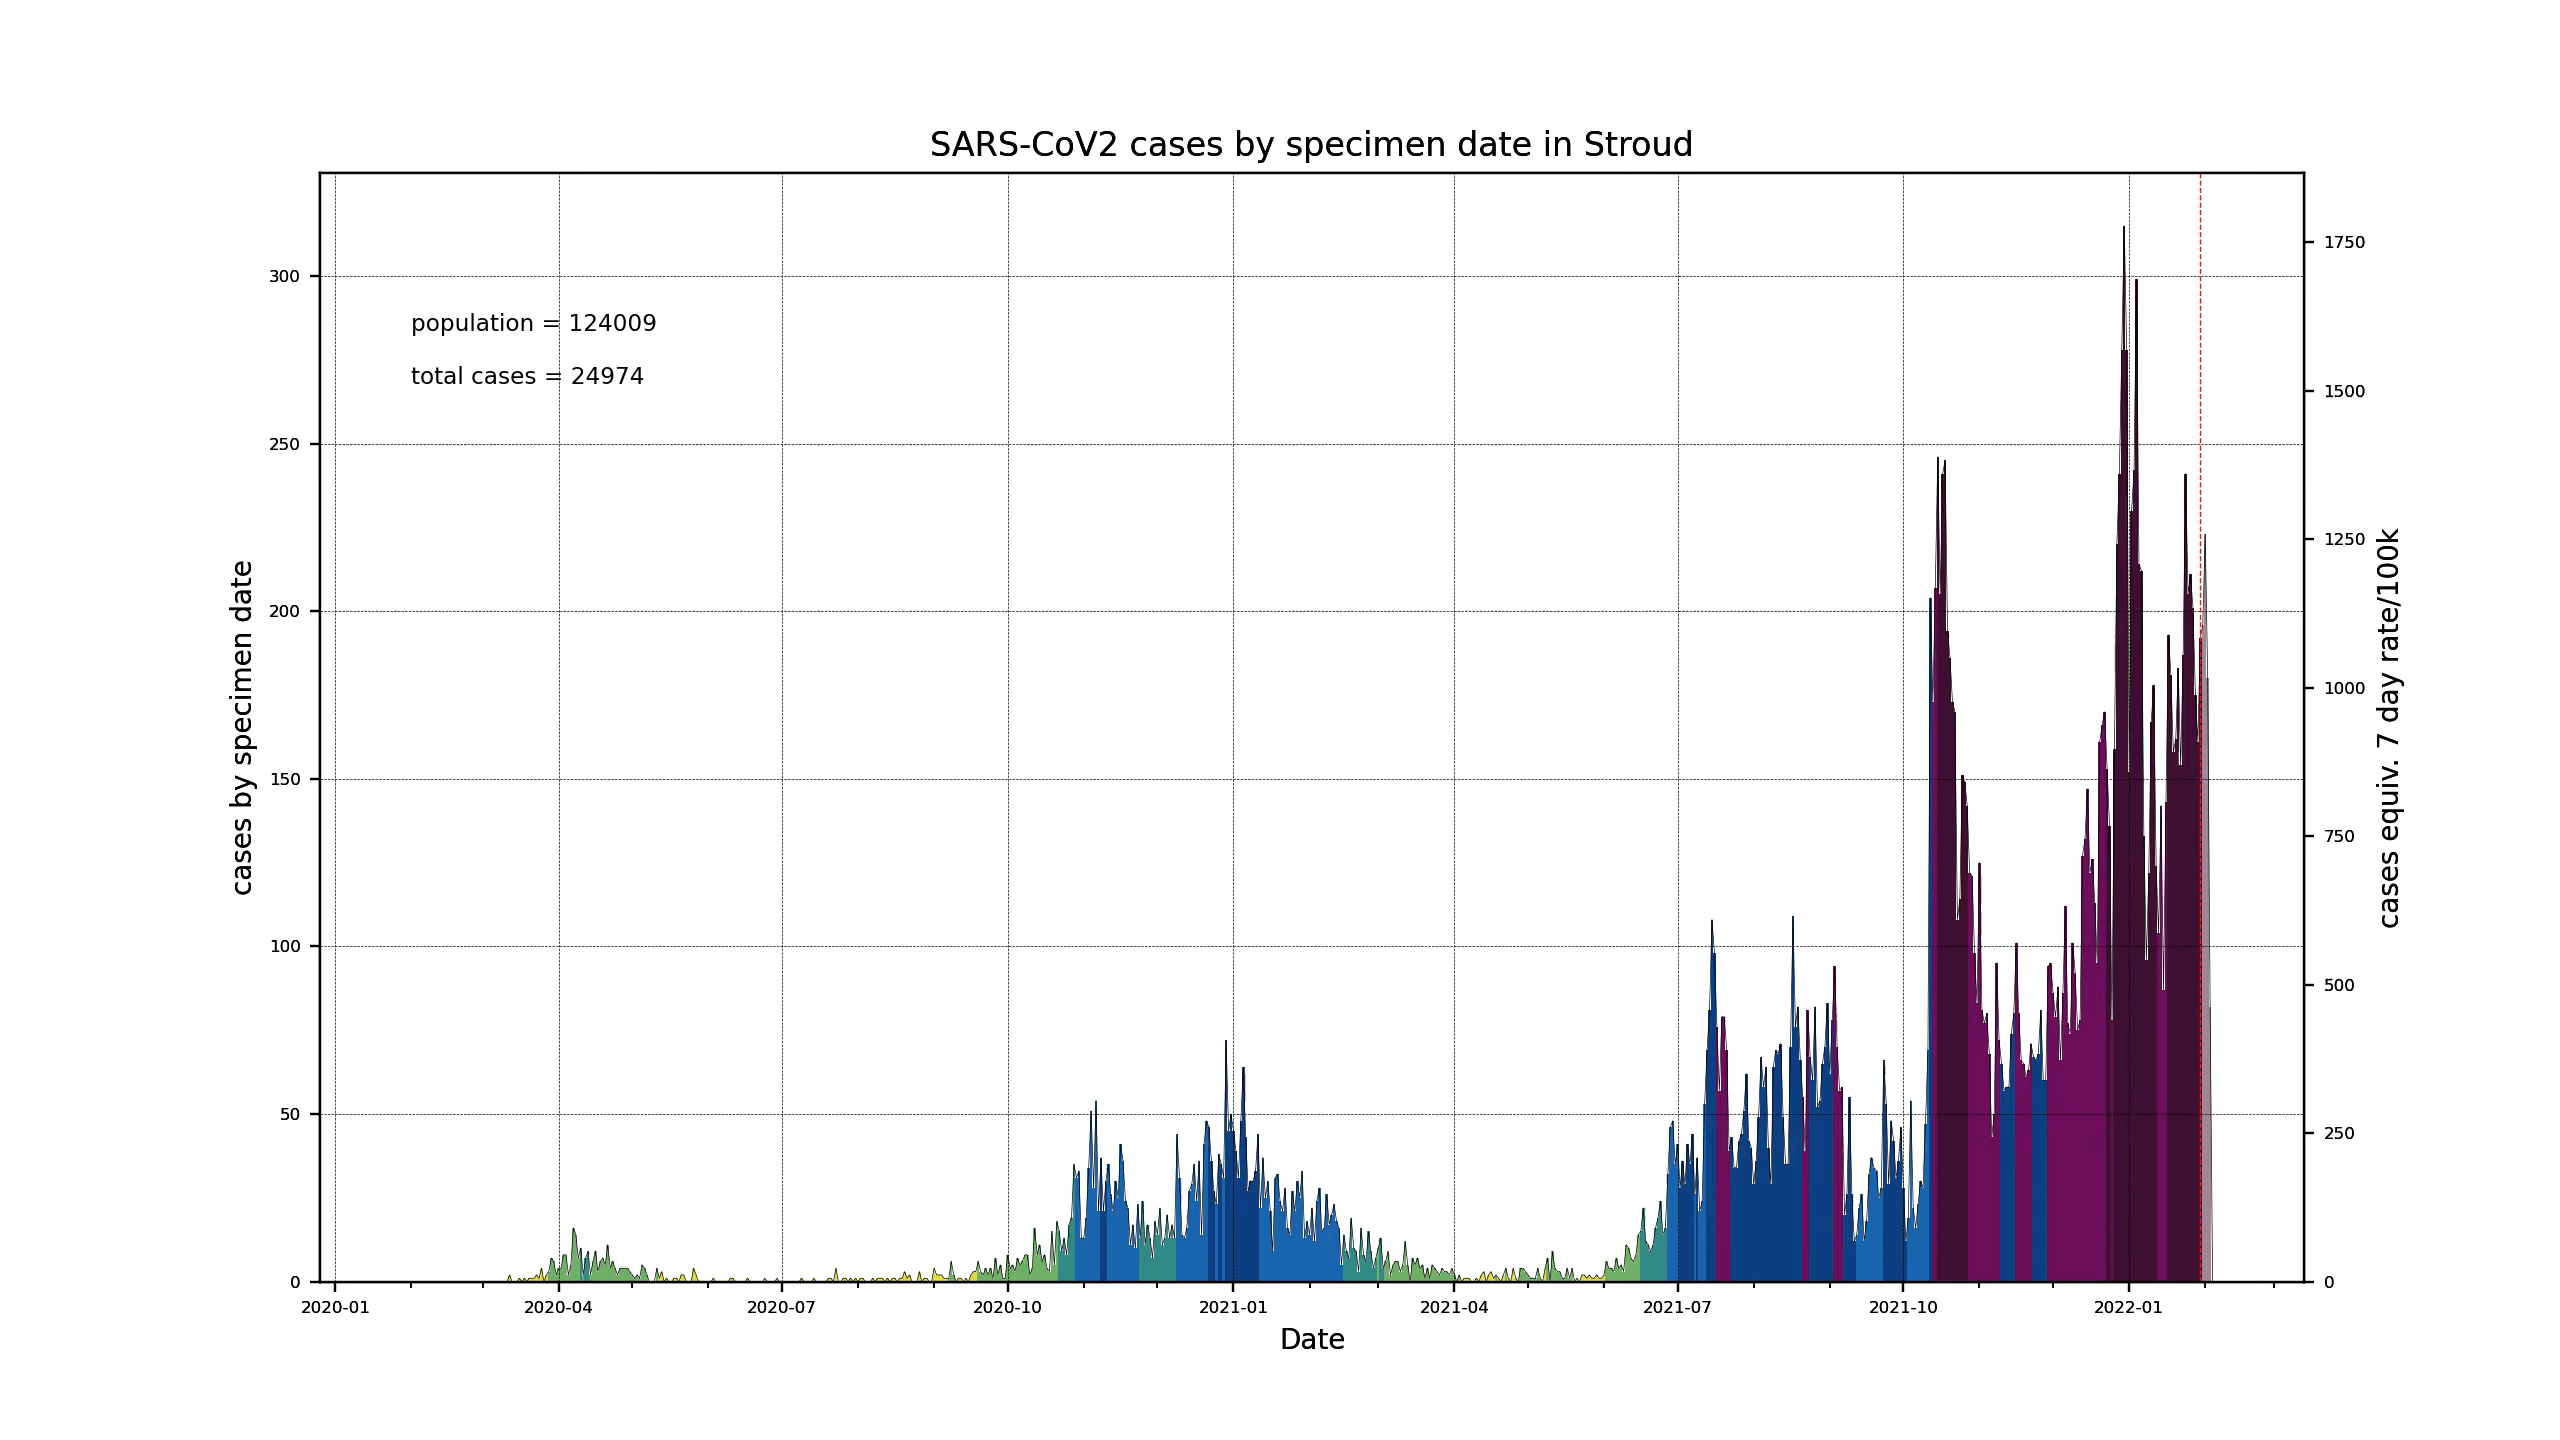 SARS-CoV2 cases by specimen date in Stroud
population = 124009
total cases = 24974
cases by specimen date
300
250
200
150
100
50
0
1750
1500
1250
1000
750
500
250
0
cases equiv. 7 day rate/100k
2020-01 2020-04 2020-07 2020-10 2021-01 2021-04 2021-07 2021-10 2022-01
Date